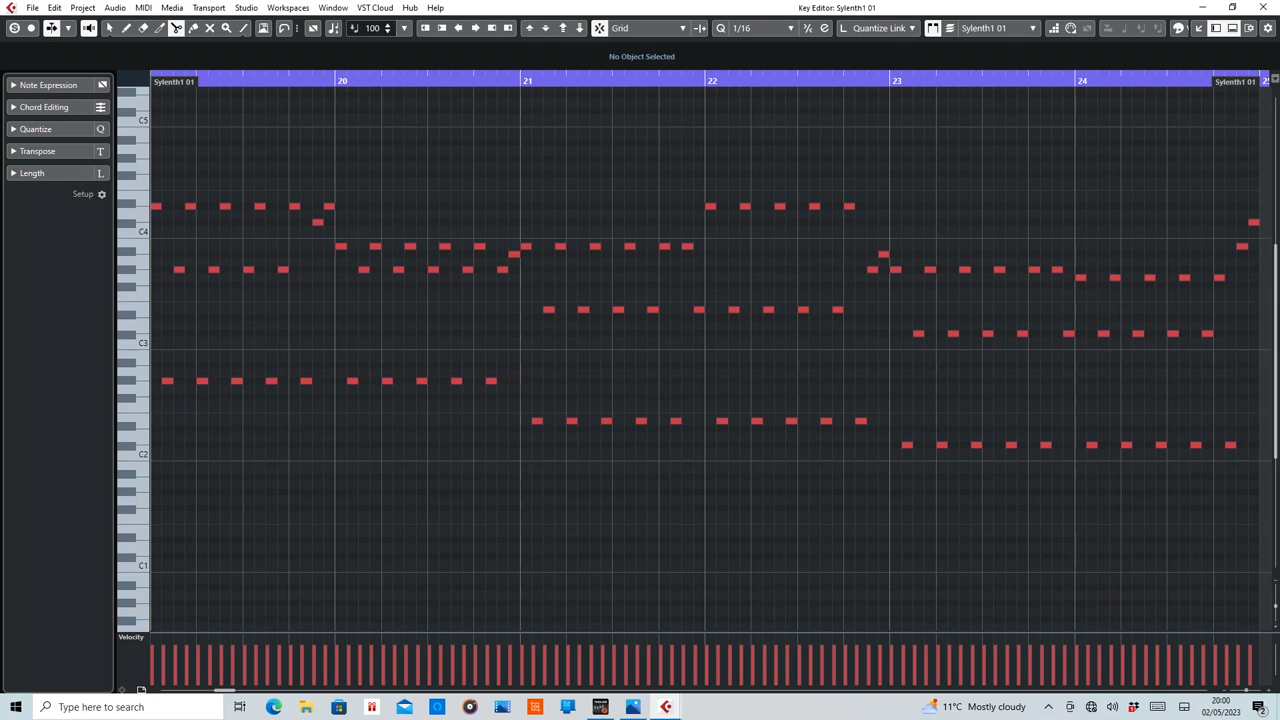 File Edit Project Audio MIDI Media Transport Studio Workspaces Window VST Cloud Hub Help
Key Editor: Sylenth1 01
100 Grid Q 1/16 Quantize Link Sylenth1 01
No Object Selected
Note Expression
Chord Editing
Quantize Q
Transpose T
Length L
Setup
20 21 22 23 24 25
Sylenth1 01 Sylenth1 01
C5
C4
C3
C2
C1
Velocity
Type here to search
11°C Mostly cloudy
20:00
02/05/2023